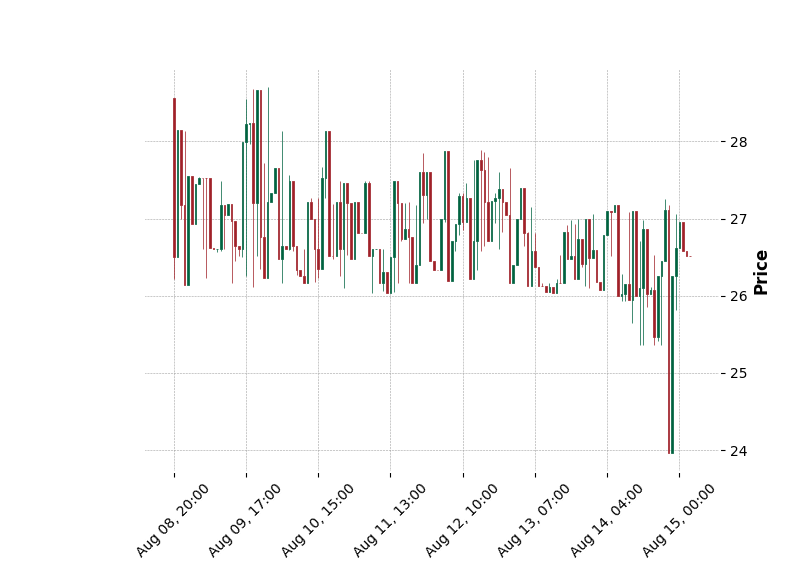 28
27
26
25
24
Price
Aug 08, 20:00
Aug 09, 17:00
Aug 10, 15:00
Aug 11, 13:00
Aug 12, 10:00
Aug 13, 07:00
Aug 14, 04:00
Aug 15, 00:00